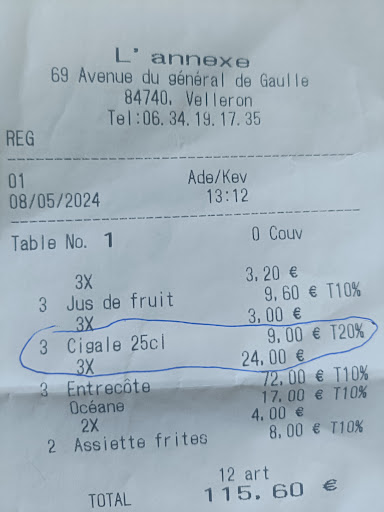 L'annexe
69 Avenue du général de Gaulle
84740, Velleron
Tel:06.34.19.17.35
REG
01 Ade/Kev
08/05/2024 13:12
Table No. 1 0 Couv
3X 3,20 €
3 Jus de fruit 9,60 € T10%
3X 3,00 €
3 Cigale 25cl 9,00 € T20%
3X 24,00 €
3 Entrecôte 72,00 € T10%
Océane 17,00 € T10%
2X 4,00 €
2 Assiette frites 8,00 € T10%
12 art
TOTAL 115.60 €